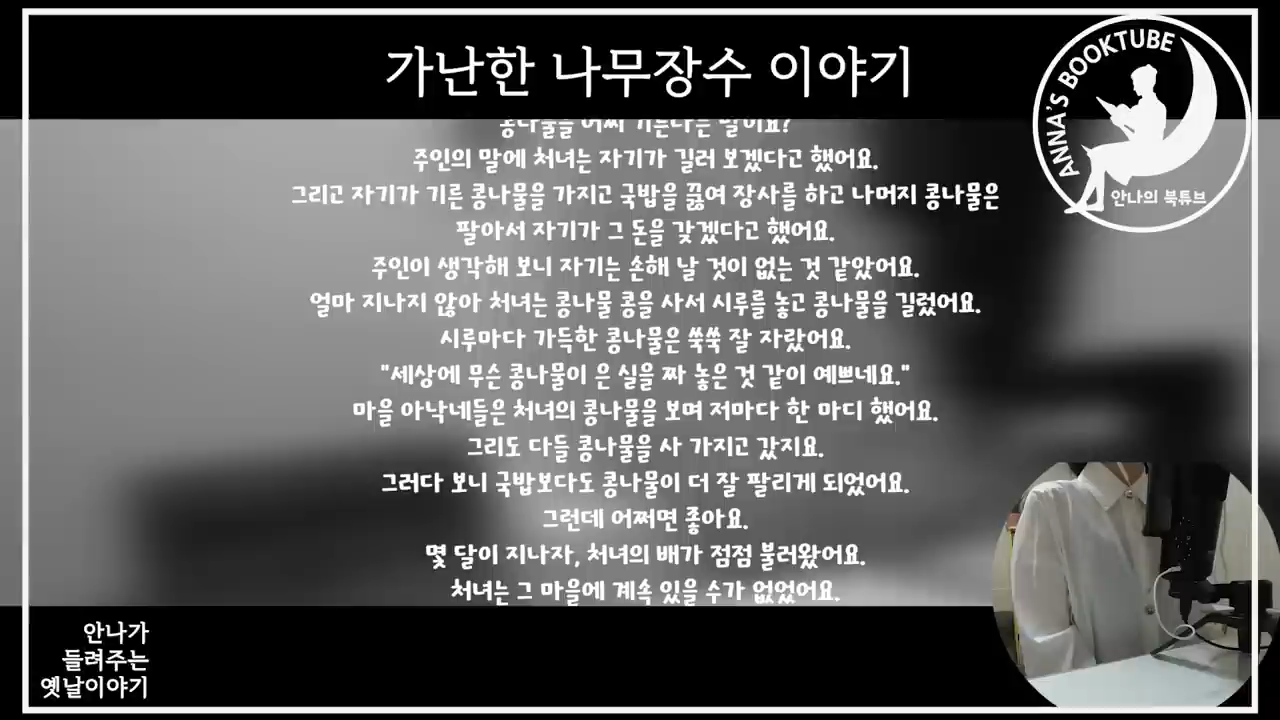 가난한 나무장수 이야기
ANNA'S BOOKTUBE
안나의 북튜브
콩나물을 어찌 기른다는 말이요?
주인의 말에 처녀는 자기가 길러 보겠다고 했어요.
그리고 자기가 기른 콩나물을 가지고 국밥을 끓여 장사를 하고 나머지 콩나물은
팔아서 자기가 그 돈을 갖겠다고 했어요.
주인이 생각해 보니 자기는 손해 날 것이 없는 것 같았어요.
얼마 지나지 않아 처녀는 콩나물 콩을 사서 시루를 놓고 콩나물을 길렀어요.
시루마다 가득한 콩나물은 쑥쑥 잘 자랐어요.
"세상에 무슨 콩나물이 은 실을 짜 놓은 것 같이 예쁘네요."
마을 아낙네들은 처녀의 콩나물을 보며 저마다 한 마디 했어요.
그리도 다들 콩나물을 사 가지고 갔지요.
그러다 보니 국밥보다도 콩나물이 더 잘 팔리게 되었어요.
그런데 어쩌면 좋아요.
몇 달이 지나자, 처녀의 배가 점점 불러왔어요.
처녀는 그 마을에 계속 있을 수가 없었어요.
안나가
들려주는
옛날이야기